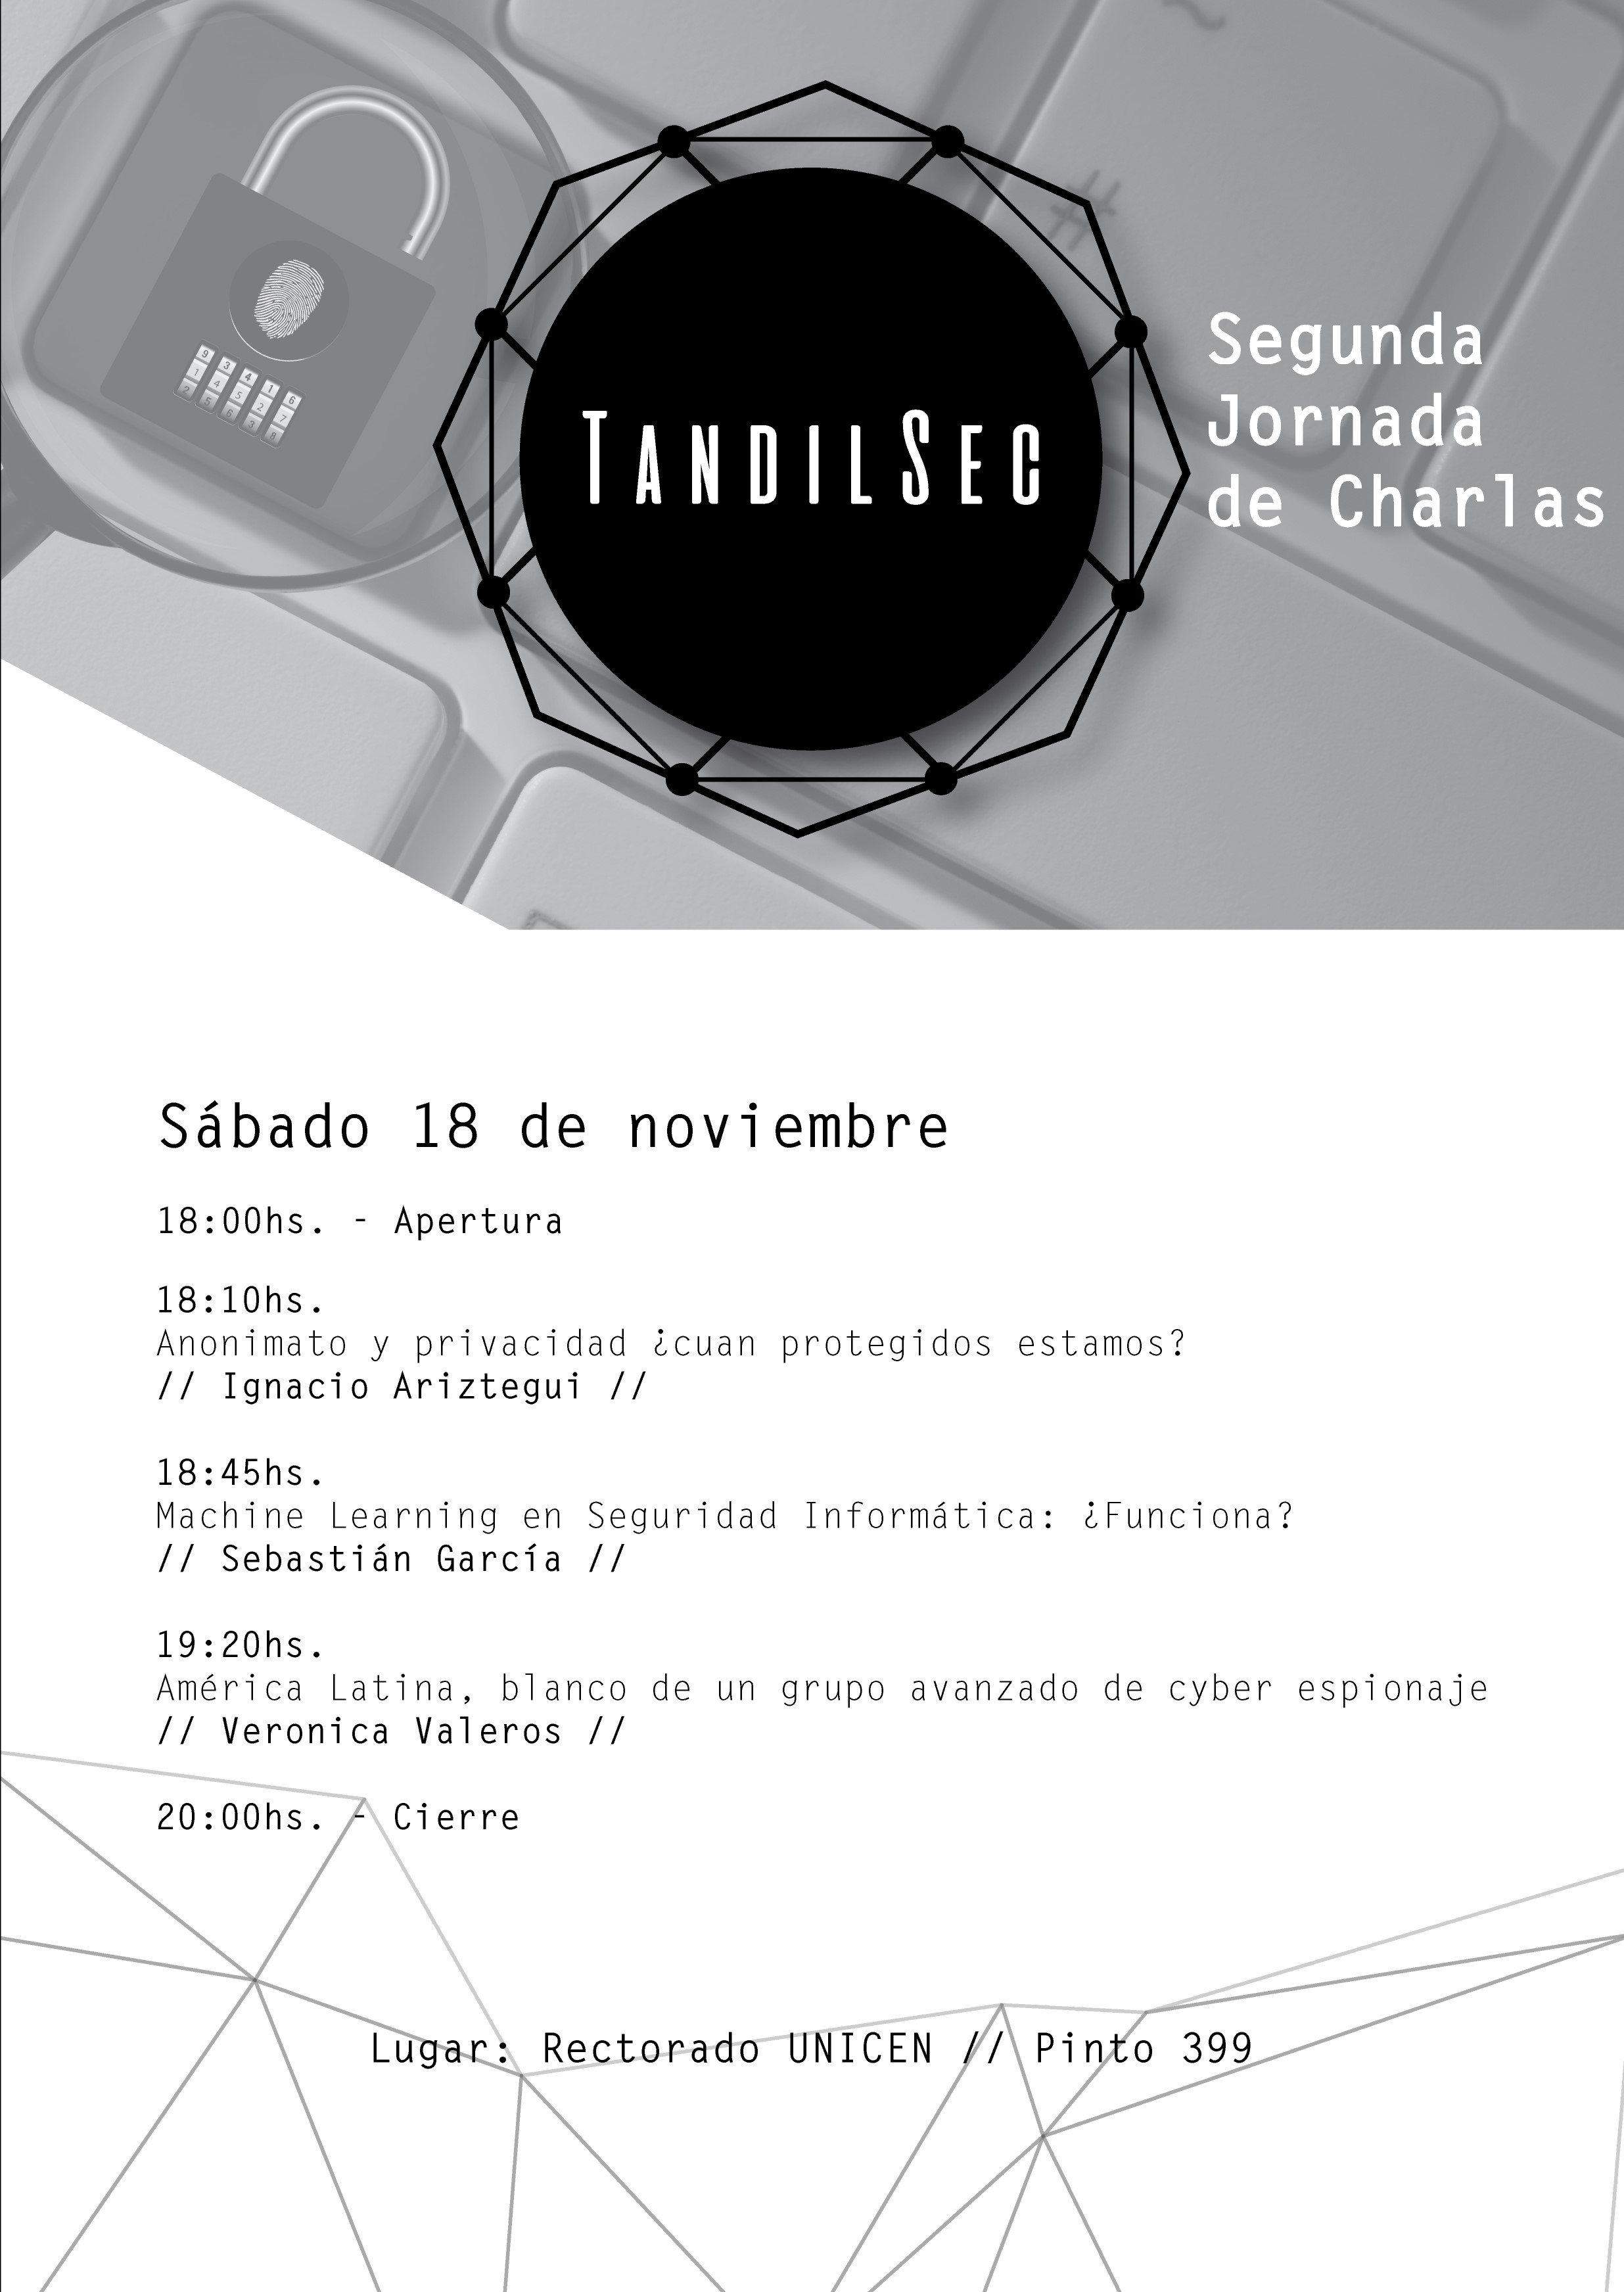 TANDILSEC
Segunda
Jornada
de Charlas
Sábado 18 de noviembre
18:00hs. - Apertura
18:10hs.
Anonimato y privacidad ¿cuan protegidos estamos?
// Ignacio Ariztegui //
18:45hs.
Machine Learning en Seguridad Informática: ¿Funciona?
// Sebastián García //
19:20hs.
América Latina, blanco de un grupo avanzado de cyber espionaje
// Veronica Valeros //
20:00hs. - Cierre
Lugar: Rectorado UNICEN // Pinto 399